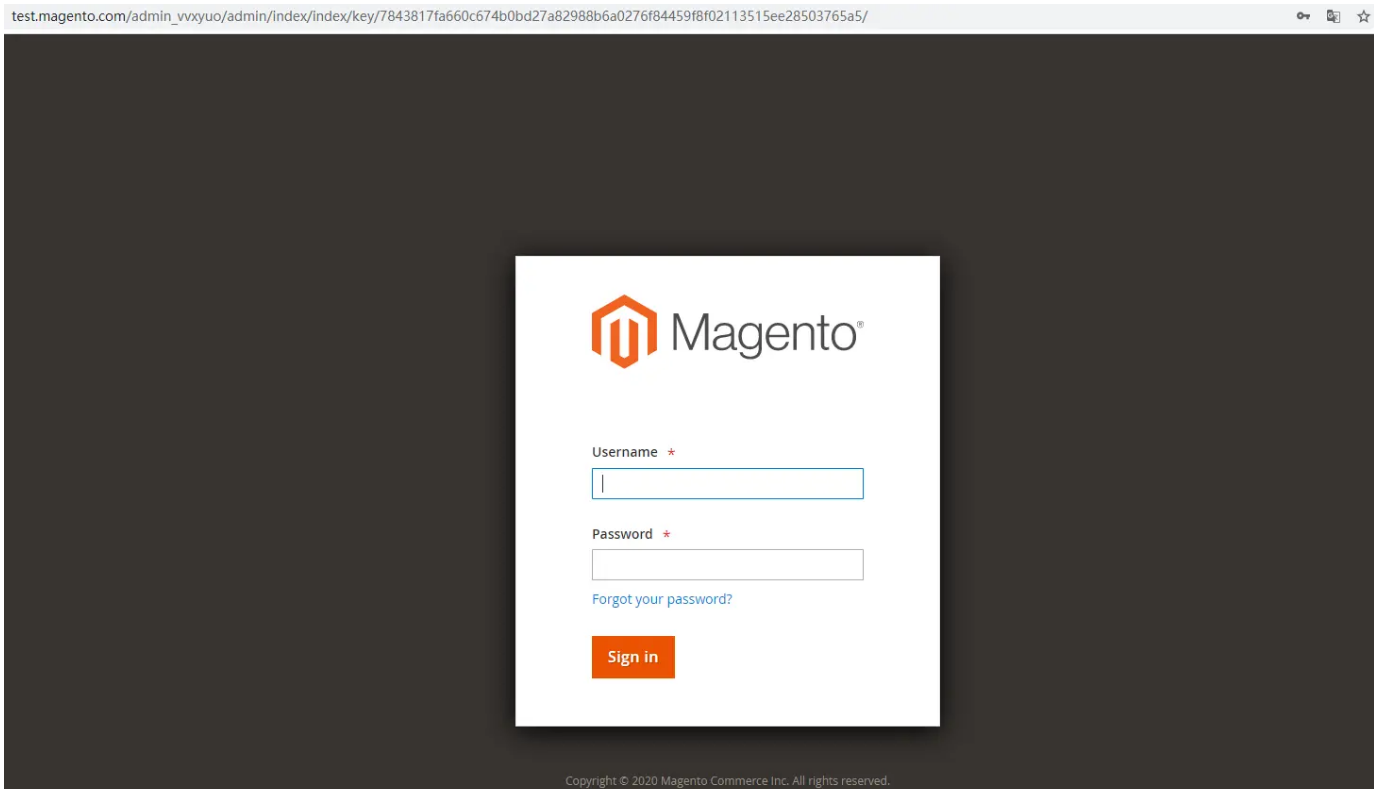 test.magento.com/admin_vvxyuo/admin/index/index/key/7843817fa660c674b0bd27a82988b6a0276f84459f8f02113515ee28503765a5/
Magento®
Username *
Password *
Forgot your password?
Sign in
Copyright © 2020 Magento Commerce Inc. All rights reserved.